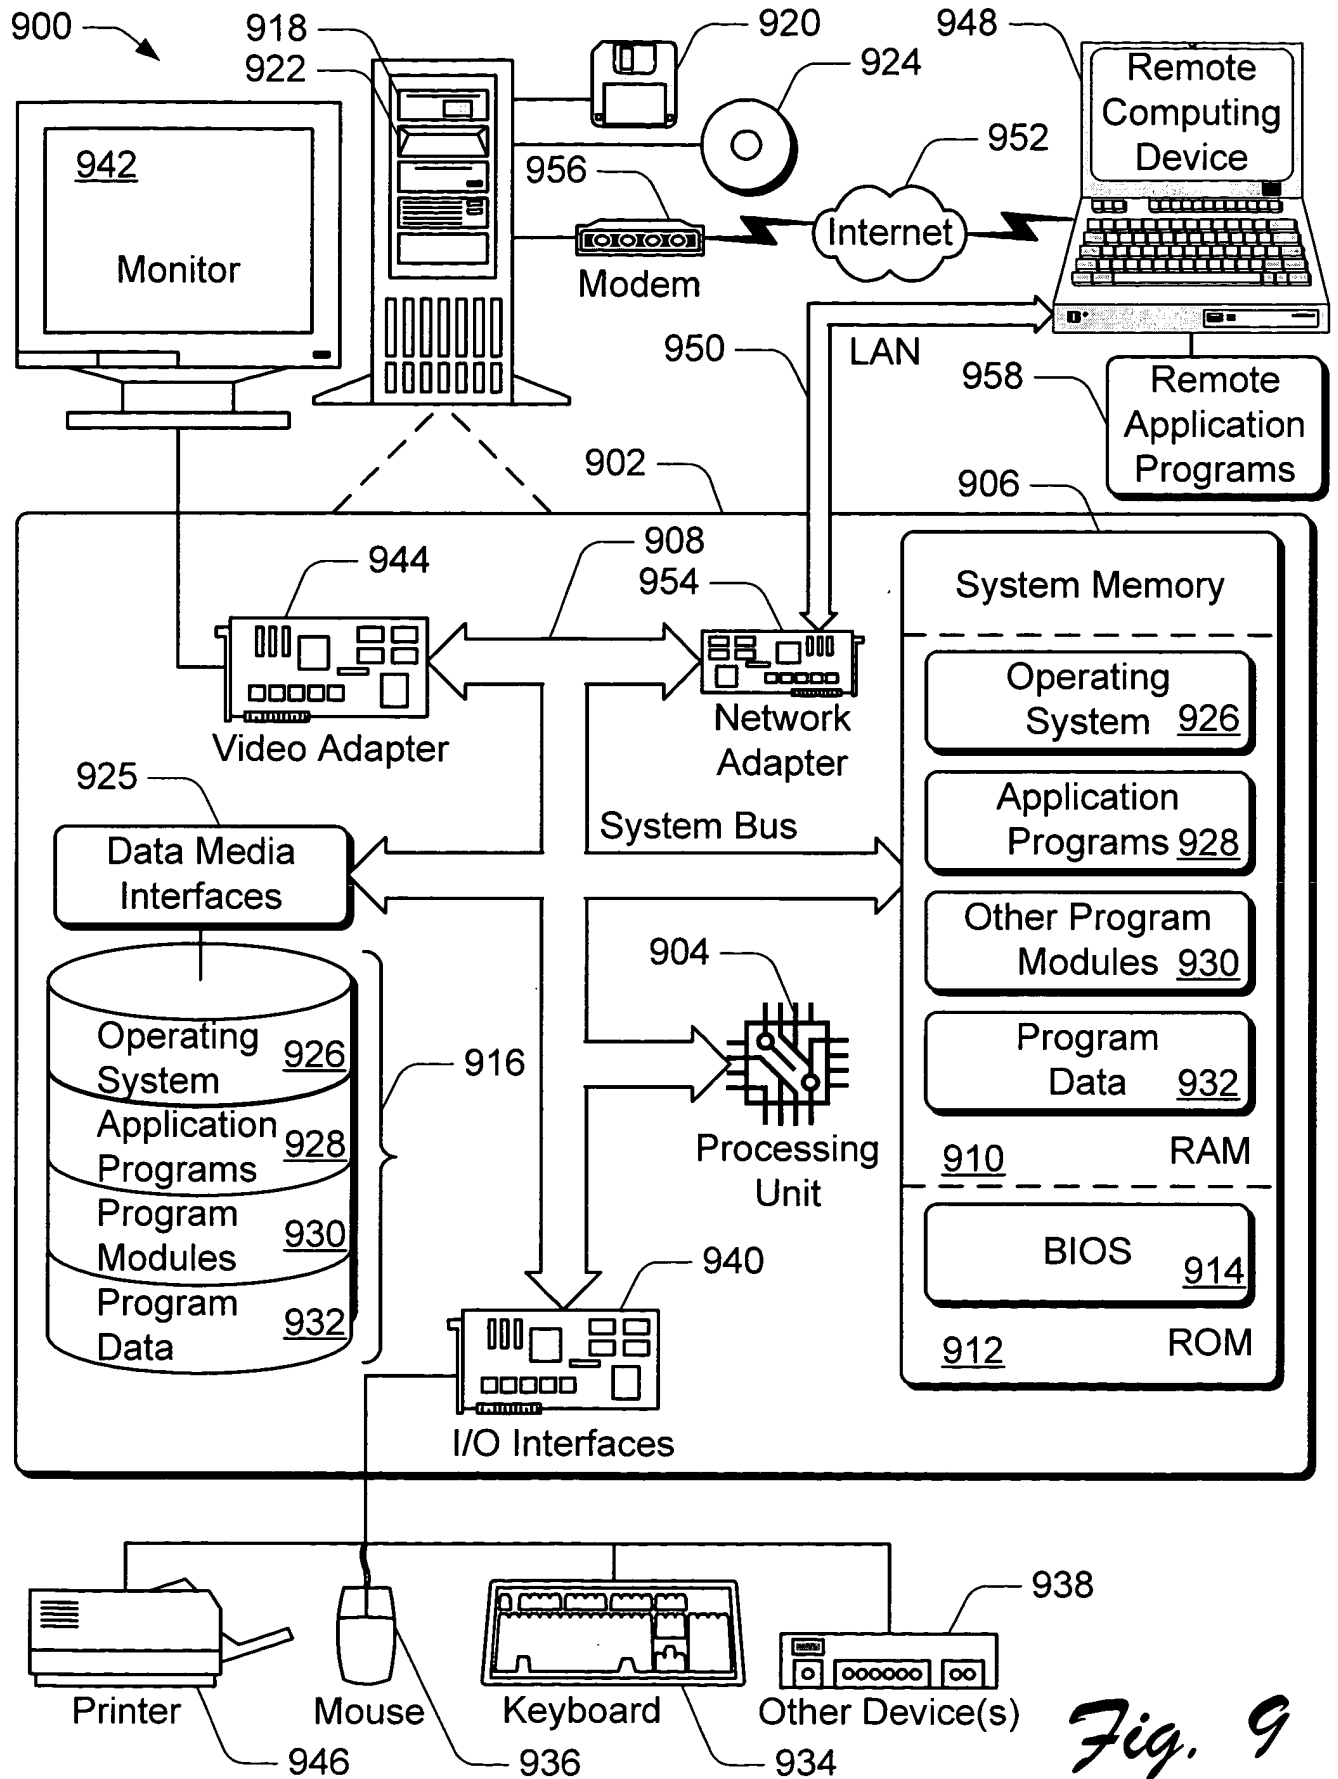 900
918
922
920
924
948
Remote
Computing
Device
942
Monitor
956
Modem
952
Internet
950
LAN
958
Remote
Application
Programs
902
906
944
908
954
System Memory
Video Adapter
Network
Adapter
Operating
System 926
Application
Programs 928
Other Program
Modules 930
Program
Data 932
910 RAM
BIOS 914
912 ROM
925
Data Media
Interfaces
System Bus
904
Processing
Unit
Operating
System 926
Application
Programs 928
Program
Modules 930
Program
Data 932
916
940
I/O Interfaces
938
Printer
Mouse
Keyboard
Other Device(s)
946
936
934
Fig. 9